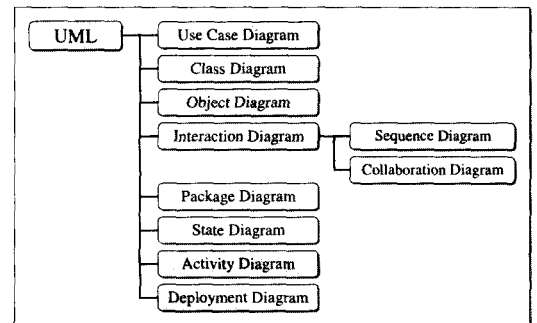 UML
Use Case Diagram
Class Diagram
Object Diagram
Interaction Diagram
Sequence Diagram
Collaboration Diagram
Package Diagram
State Diagram
Activity Diagram
Deployment Diagram